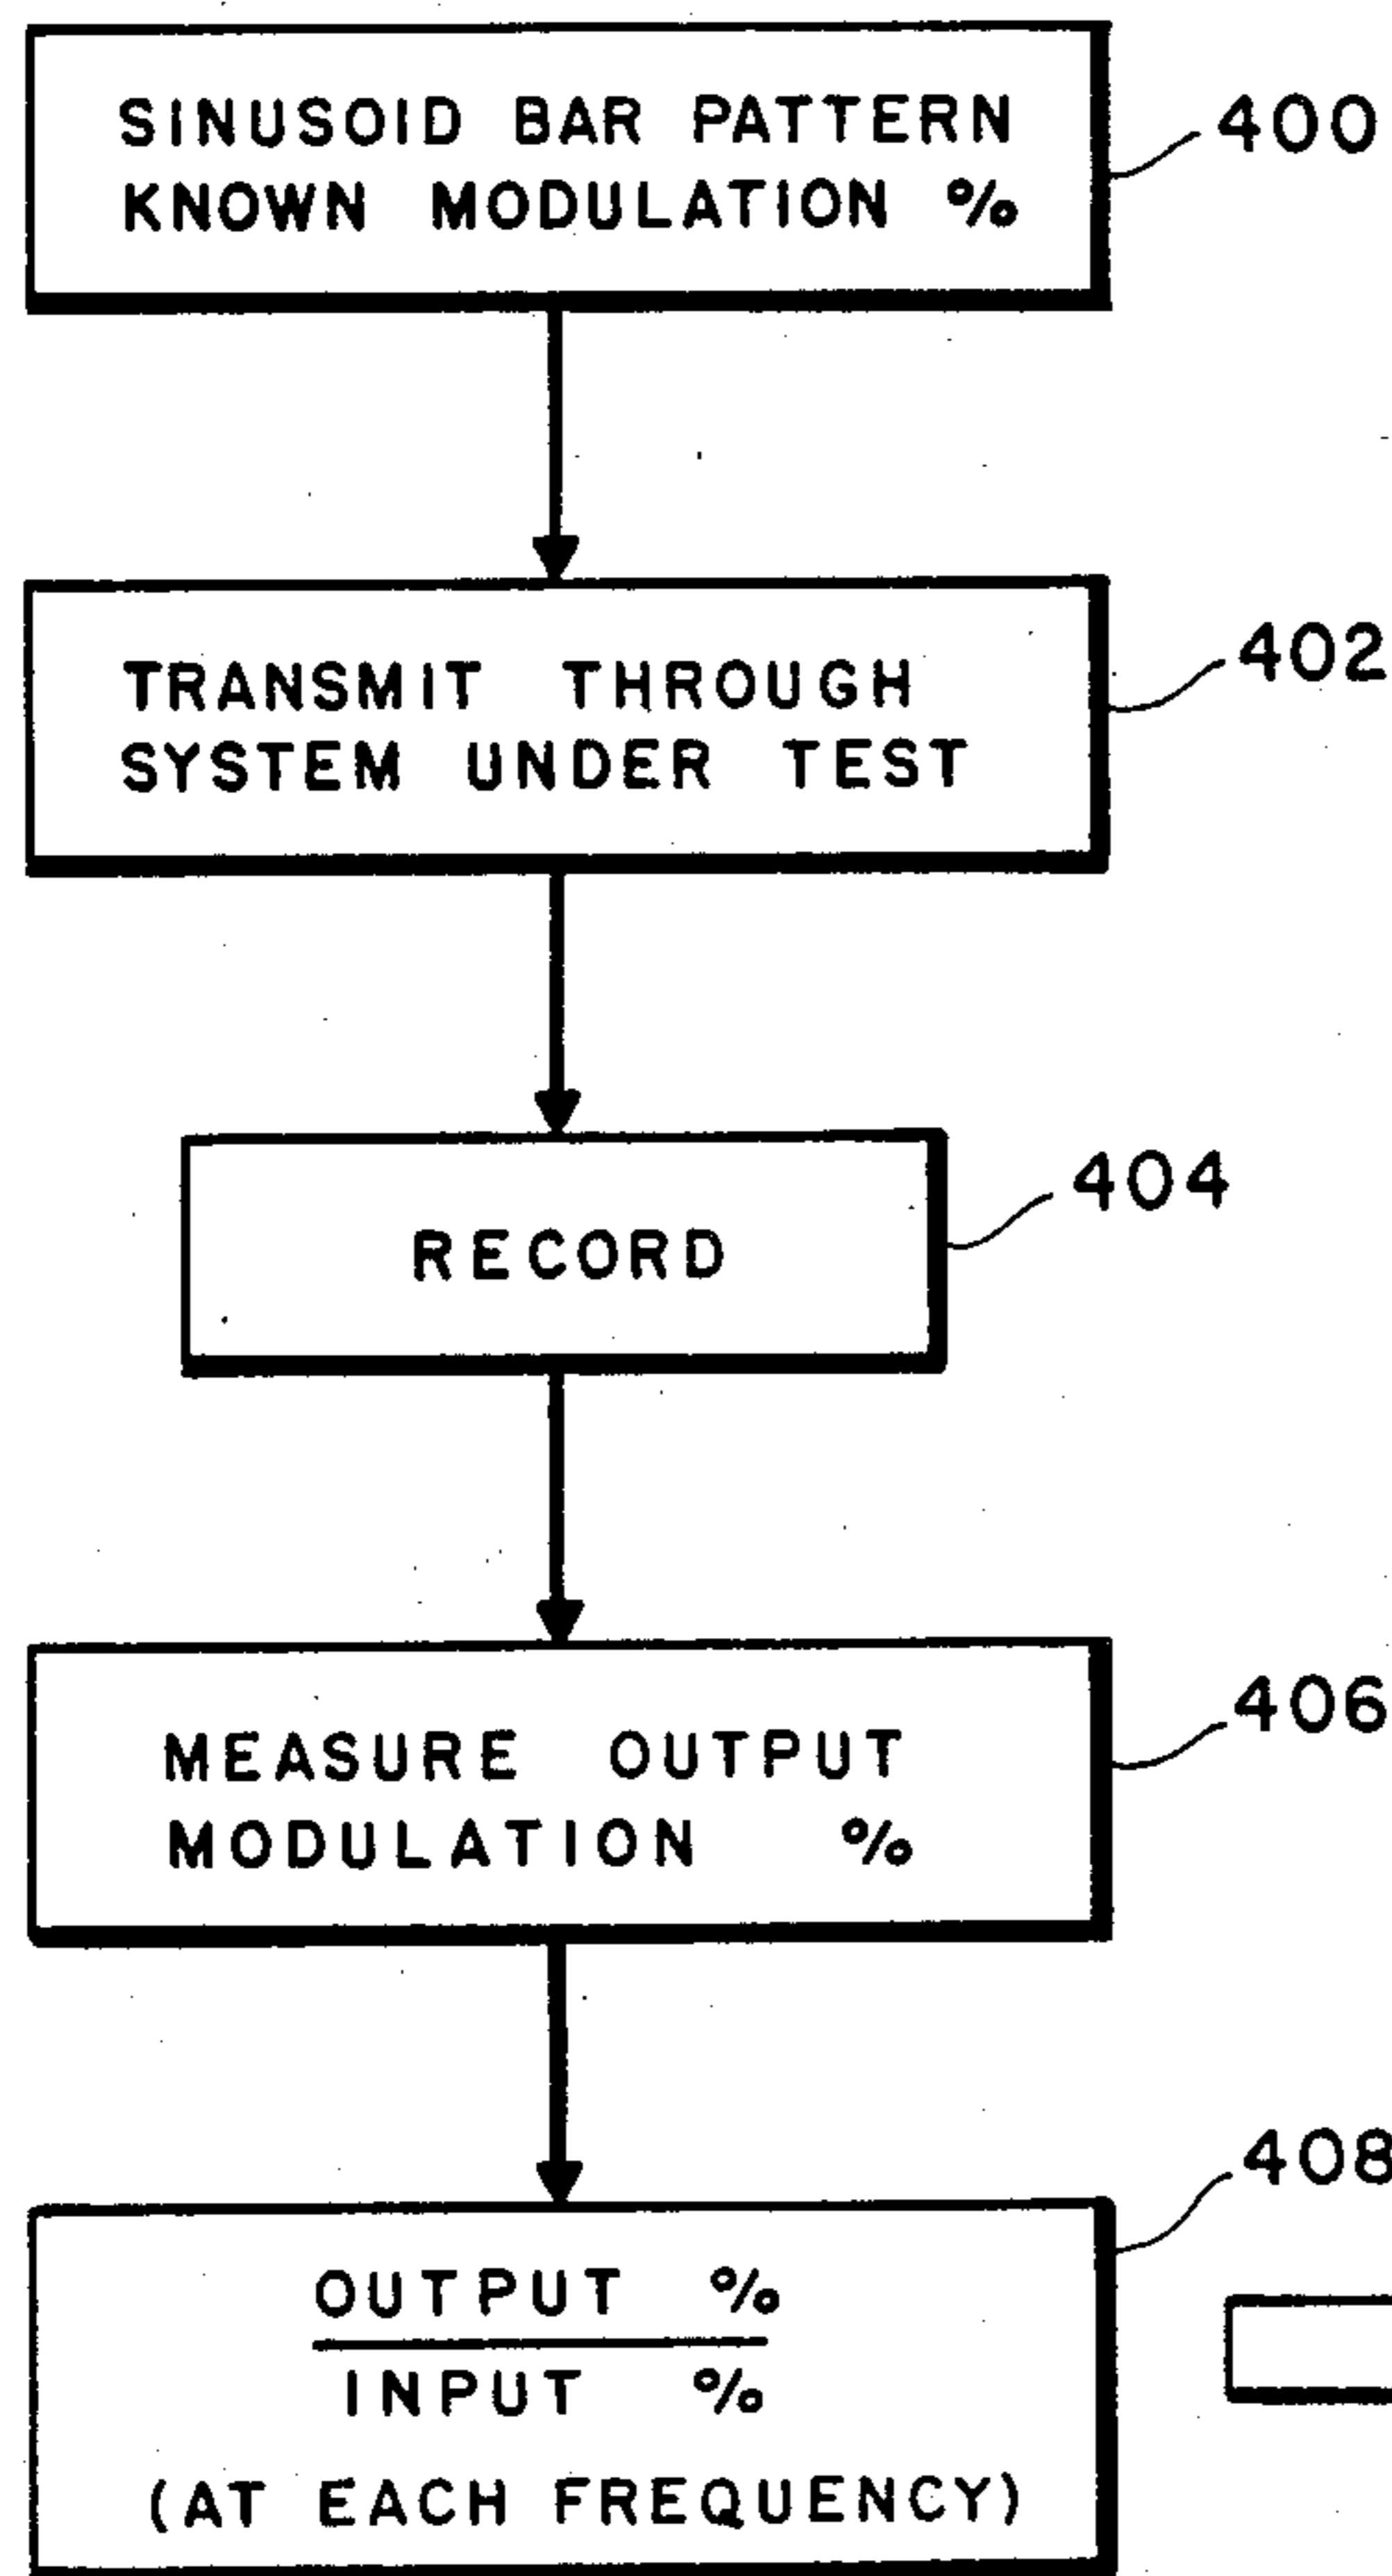 SINUSOID BAR PATTERN
KNOWN MODULATION %
400
TRANSMIT THROUGH
SYSTEM UNDER TEST
402
RECORD
404
MEASURE OUTPUT
MODULATION %
406
408
OUTPUT %
INPUT %
(AT EACH FREQUENCY)